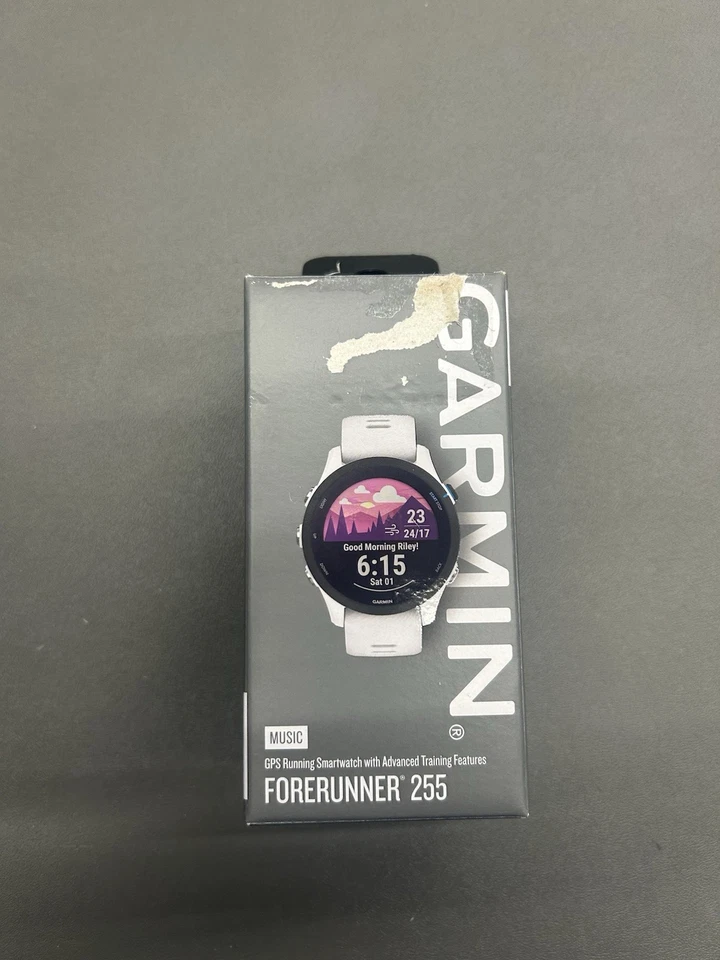 GARMIN®
23
24/17
Good Morning Riley!
6:15
Sat 01
GARMIN
MUSIC
GPS Running Smartwatch with Advanced Training Features
FORERUNNER® 255